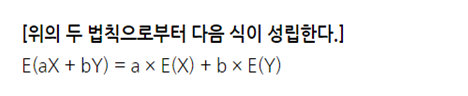 [위의 두 법칙으로부터 다음 식이 성립한다.]
E(aX + bY) = a × E(X) + b × E(Y)